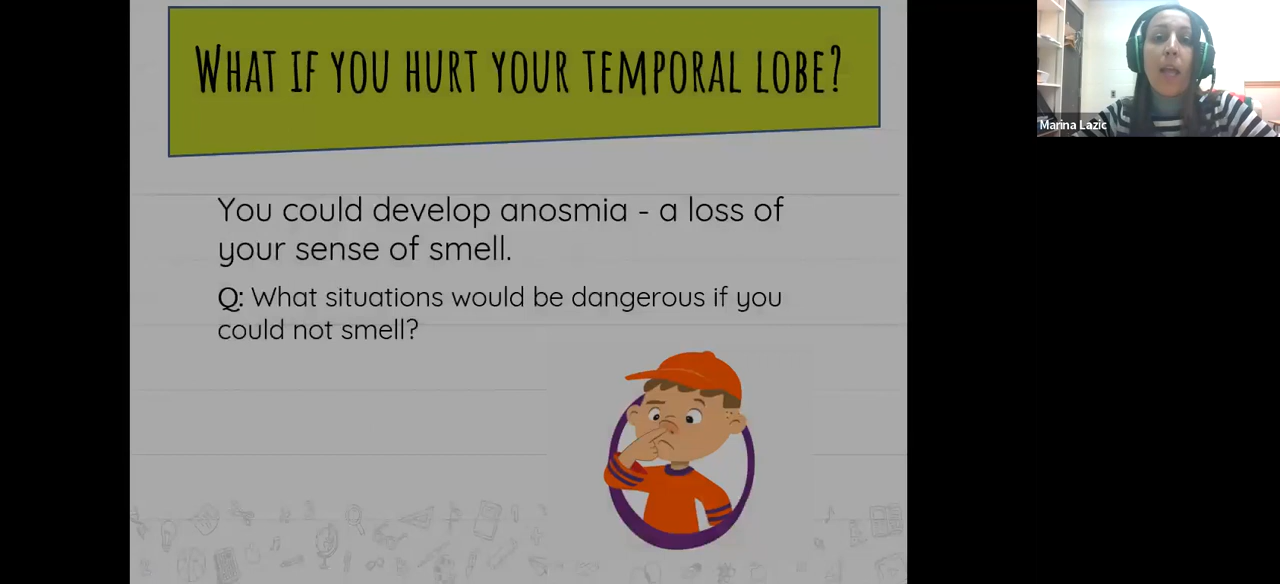 WHAT IF YOU HURT YOUR TEMPORAL LOBE?
You could develop anosmia - a loss of
your sense of smell.
Q: What situations would be dangerous if you
could not smell?
Marina Lazic